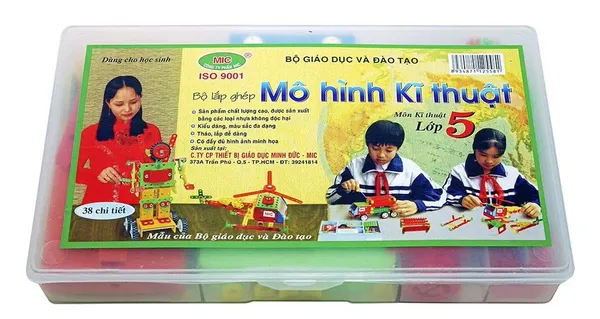 Dùng cho học sinh
MIC
ISO 9001
BỘ GIÁO DỤC VÀ ĐÀO TẠO
Bộ lắp ghép
Mô hình Kĩ thuật
Môn Kĩ thuật
Lớp 5
Sản phẩm chất lượng cao, được sản xuất
bằng các loại nhựa không độc hại
Kiểu dáng, màu sắc đa dạng
Tháo, lắp dễ dàng
Có đầy đủ hình ảnh minh họa
Sản xuất tại:
C.TY CP THIẾT BỊ GIÁO DỤC MINH ĐỨC - MIC
373A Trần Phú - Q.5 - TP.HCM - ĐT: 39241814
38 chi tiết
Mẫu của Bộ giáo dục và Đào tạo